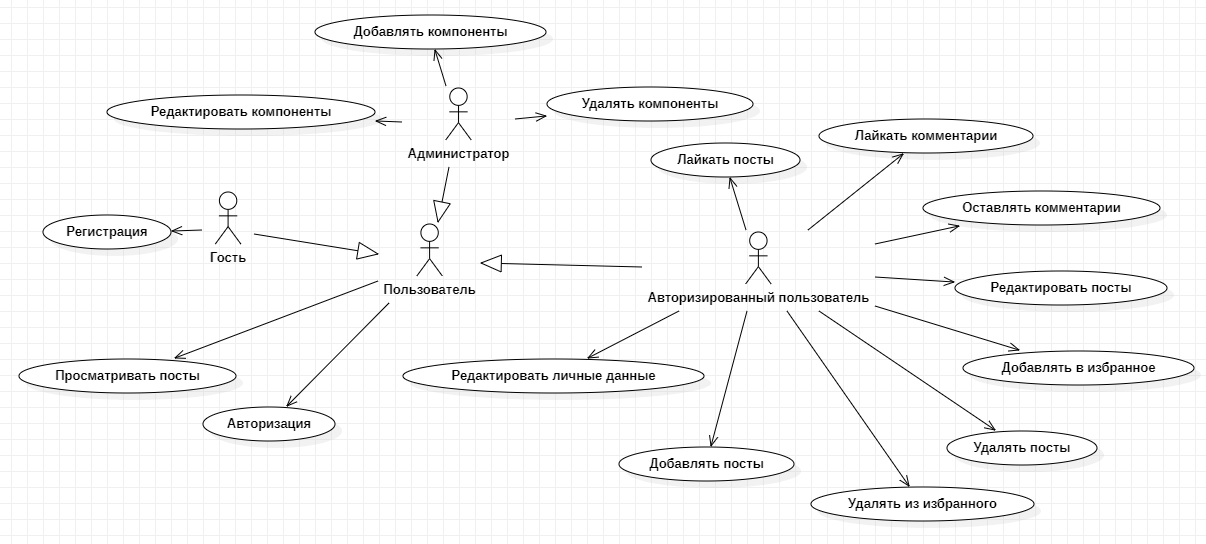 Добавлять компоненты
Редактировать компоненты
Удалять компоненты
Администратор
Лайкать комментарии
Лайкать посты
Оставлять комментарии
Регистрация
Гость
Пользователь
Авторизированный пользователь
Редактировать посты
Просматривать посты
Редактировать личные данные
Добавлять в избранное
Авторизация
Удалять посты
Добавлять посты
Удалять из избранного